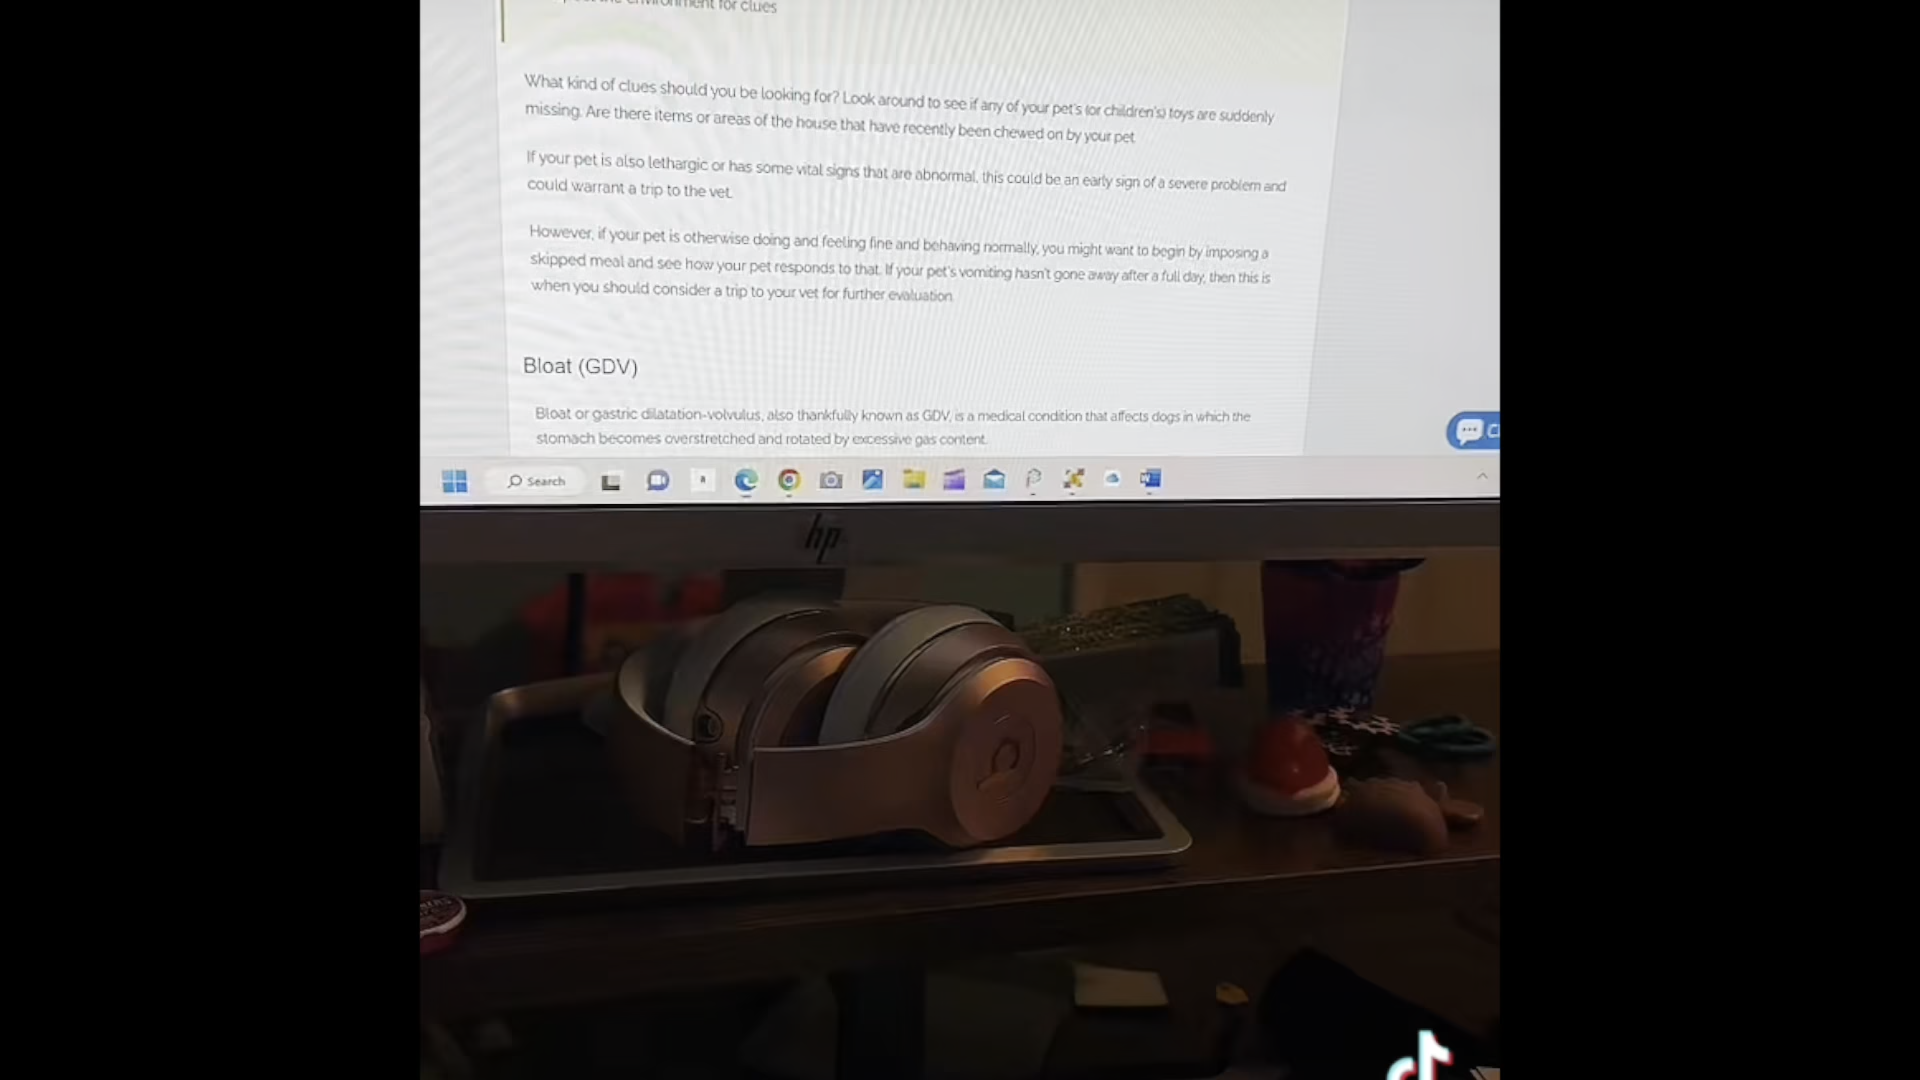 the environment for clues
What kind of clues should you be looking for? Look around to see if any of your pet's (or children's) toys are suddenly
missing. Are there items or areas of the house that have recently been chewed on by your pet
If your pet is also lethargic or has some vital signs that are abnormal, this could be an early sign of a severe problem and
could warrant a trip to the vet.
However, if your pet is otherwise doing and feeling fine and behaving normally, you might want to begin by imposing a
skipped meal and see how your pet responds to that. If your pet's vomiting hasn't gone away after a full day, then this is
when you should consider a trip to your vet for further evaluation
Bloat (GDV)
Bloat or gastric dilatation-volvulus, also thankfully known as GDV, is a medical condition that affects dogs in which the
stomach becomes overstretched and rotated by excessive gas content.
Search
hp